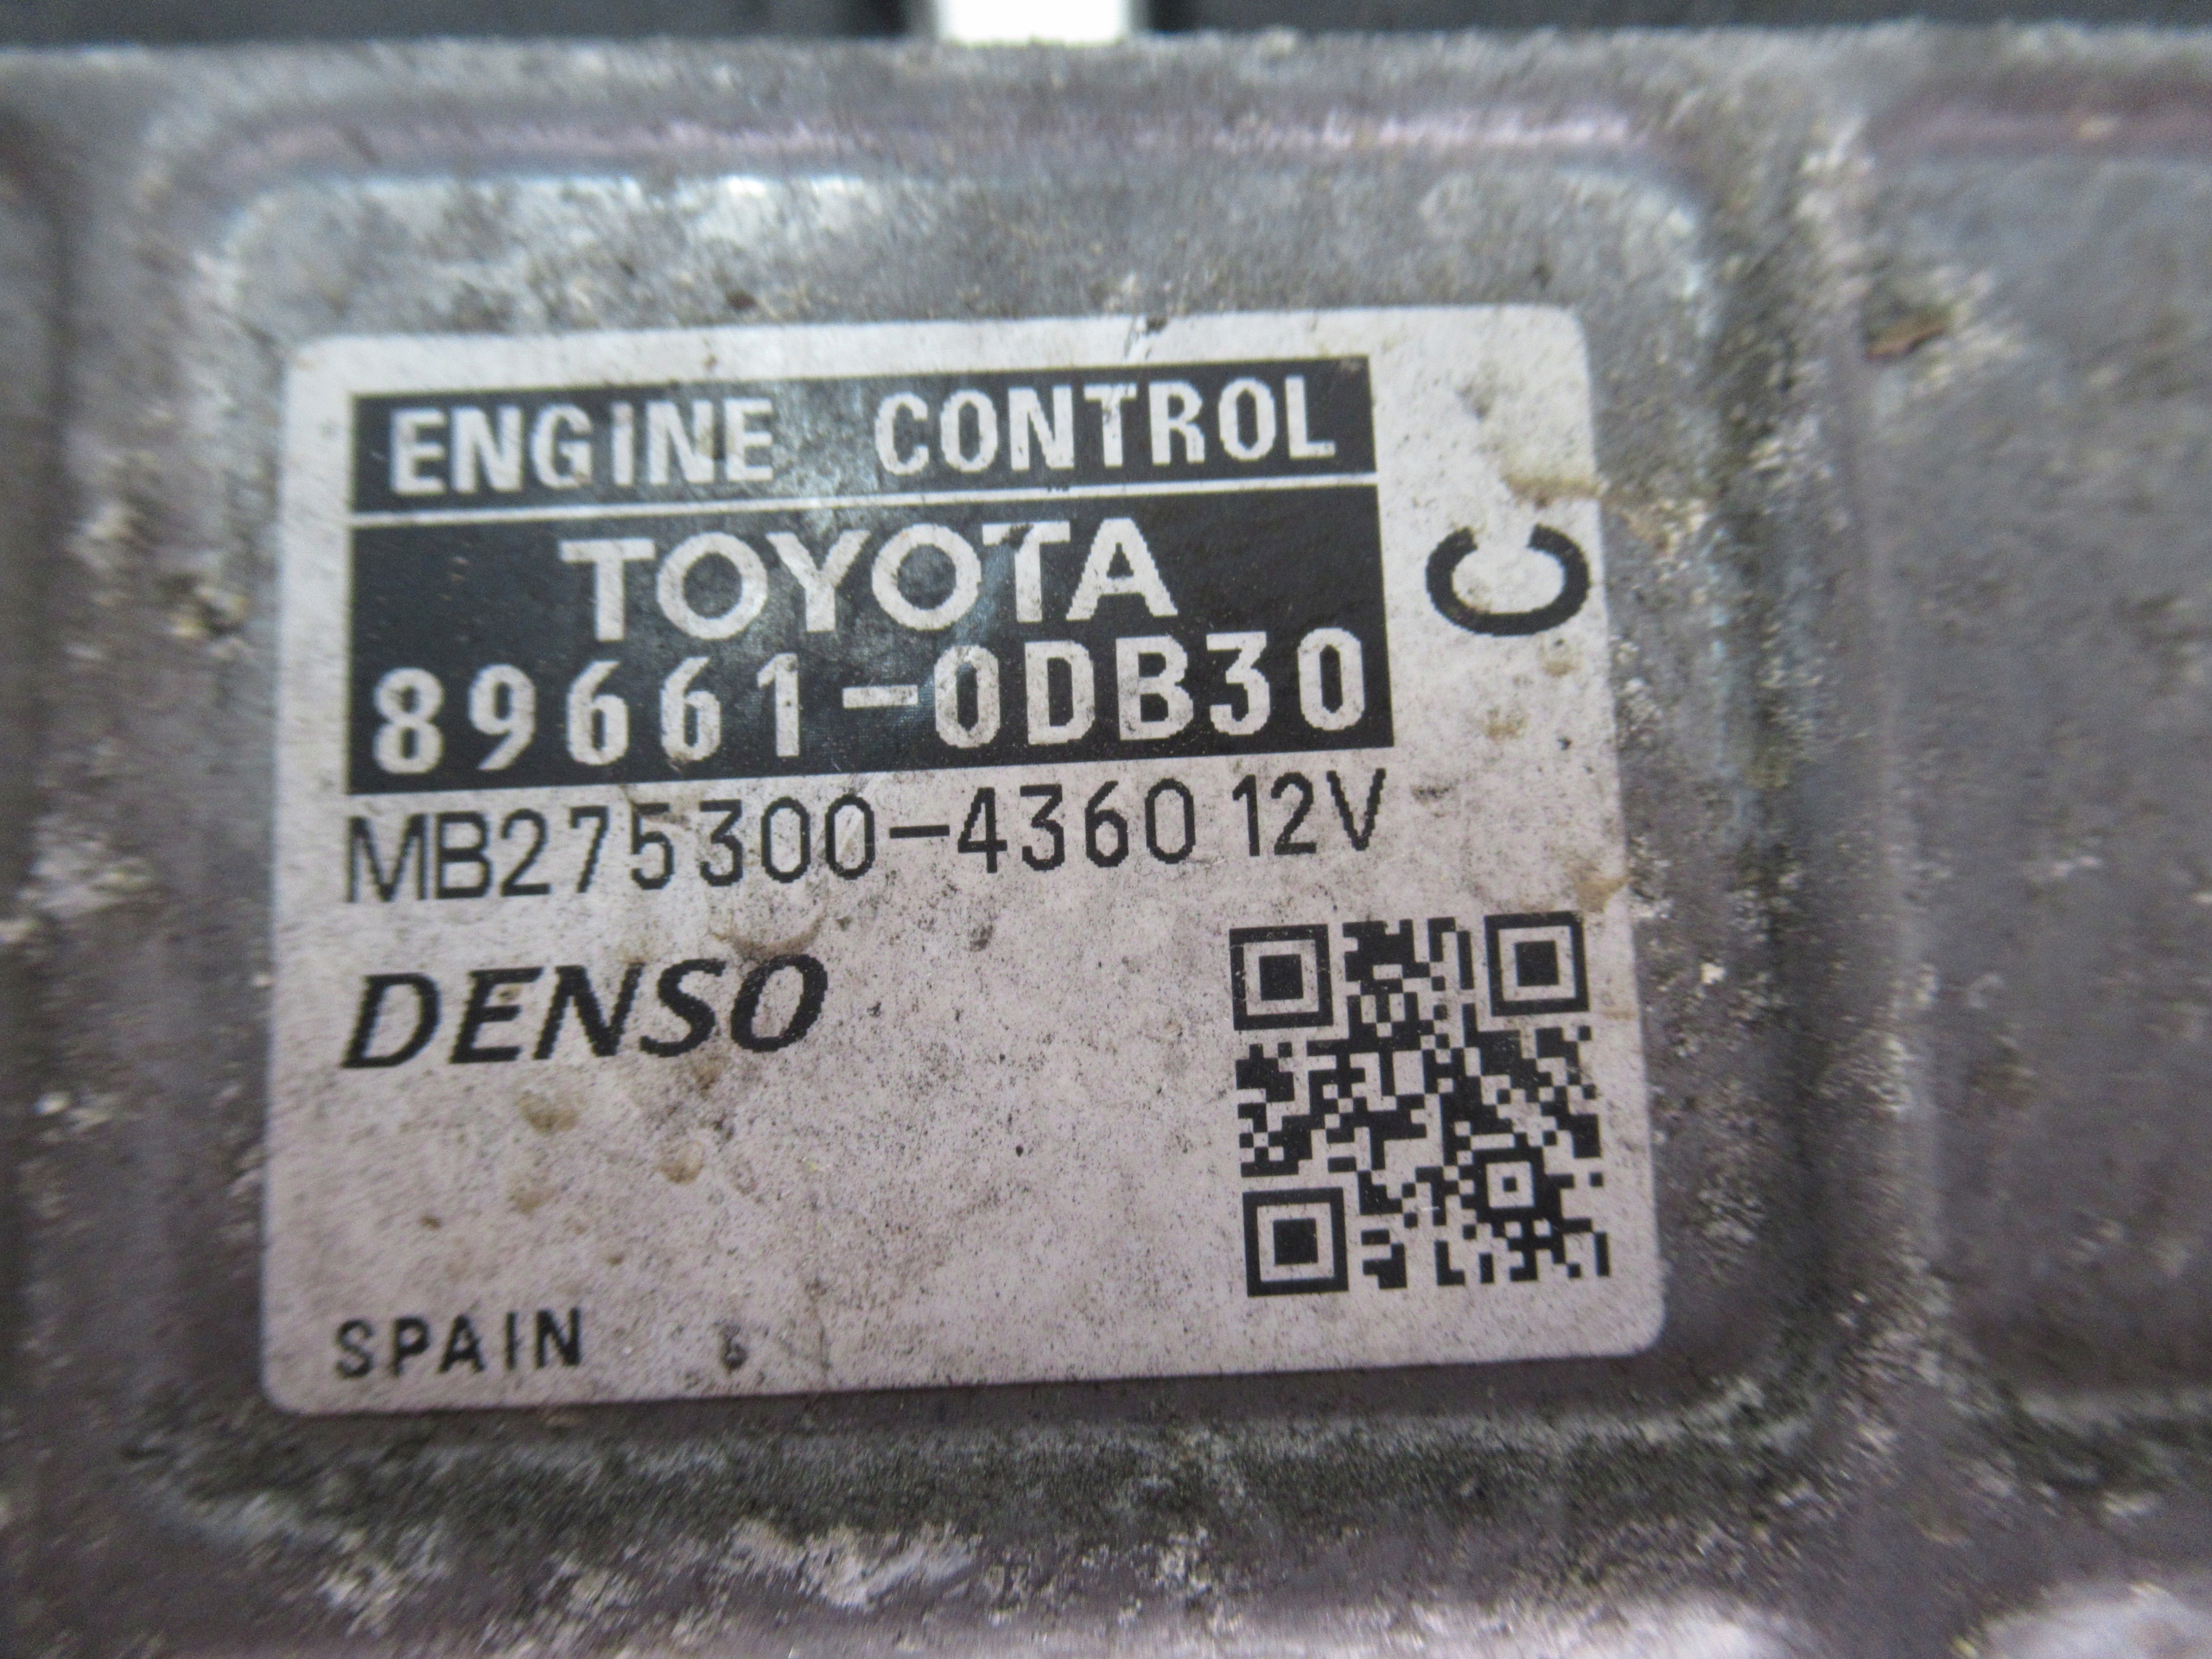 ENGINE CONTROL
TOYOTA
89661-0DB30
C
MB275300-4360 12V
DENSO
SPAIN